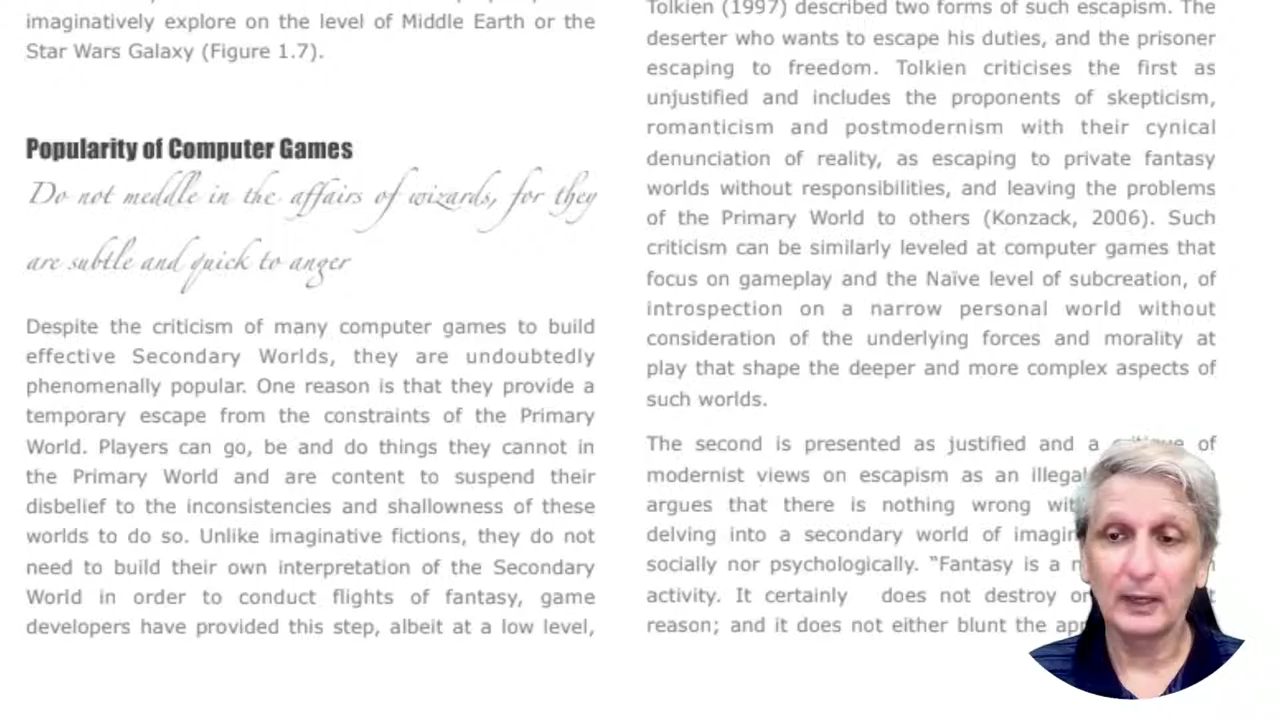 imaginatively explore on the level of Middle Earth or the
Star Wars Galaxy (Figure 1.7).
Popularity of Computer Games
Do not meddle in the affairs of wizards, for they
are subtle and quick to anger
Despite the criticism of many computer games to build
effective Secondary Worlds, they are undoubtedly
phenomenally popular. One reason is that they provide a
temporary escape from the constraints of the Primary
World. Players can go, be and do things they cannot in
the Primary World and are content to suspend their
disbelief to the inconsistencies and shallowness of these
worlds to do so. Unlike imaginative fictions, they do not
need to build their own interpretation of the Secondary
World in order to conduct flights of fantasy, game
developers have provided this step, albeit at a low level,
Tolkien (1997) described two forms of such escapism. The
deserter who wants to escape his duties, and the prisoner
escaping to freedom. Tolkien criticises the first as
unjustified and includes the proponents of skepticism,
romanticism and postmodernism with their cynical
denunciation of reality, as escaping to private fantasy
worlds without responsibilities, and leaving the problems
of the Primary World to others (Konzack, 2006). Such
criticism can be similarly leveled at computer games that
focus on gameplay and the Naïve level of subcreation, of
introspection on a narrow personal world without
consideration of the underlying forces and morality at
play that shape the deeper and more complex aspects of
such worlds.
The second is presented as justified and a of
modernist views on escapism as an
argues that there is nothing wrong
delving into a secondary world of
socially nor psychologically. “Fantasy is a
activity. It certainly does not destroy
reason; and it does not either blunt the